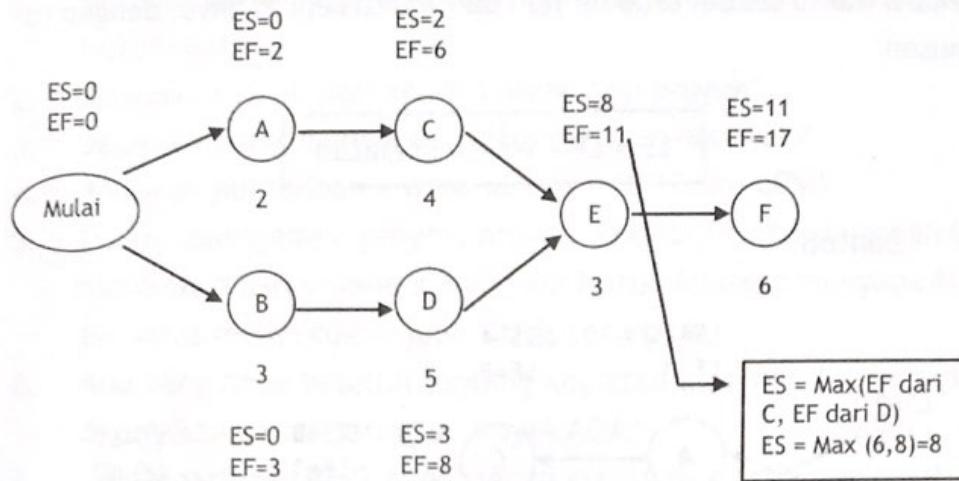 ES=0
EF=2
ES=2
EF=6
ES=0
EF=0
ES=8
EF=11
ES=11
EF=17
A
C
Mulai
2
4
E
F
B
D
3
6
3
5
ES = Max(EF dari
C, EF dari D)
ES = Max (6,8)=8
ES=0
EF=3
ES=3
EF=8